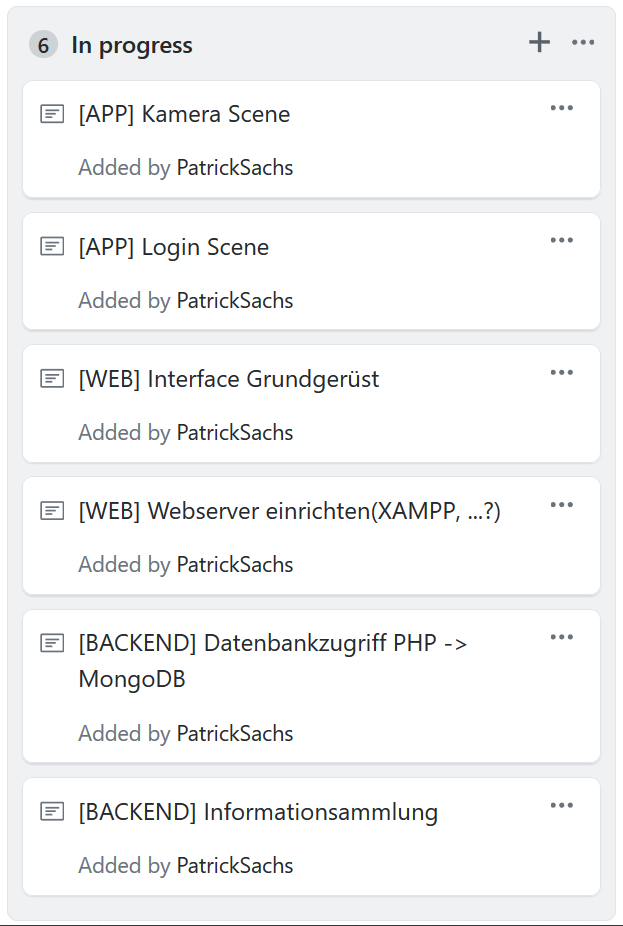 6 In progress
[APP] Kamera Scene
Added by PatrickSachs
[APP] Login Scene
Added by PatrickSachs
[WEB] Interface Grundgerüst
Added by PatrickSachs
[WEB] Webserver einrichten(XAMPP, ...?)
Added by PatrickSachs
[BACKEND] Datenbankzugriff PHP ->
MongoDB
Added by PatrickSachs
[BACKEND] Informationsammlung
Added by PatrickSachs